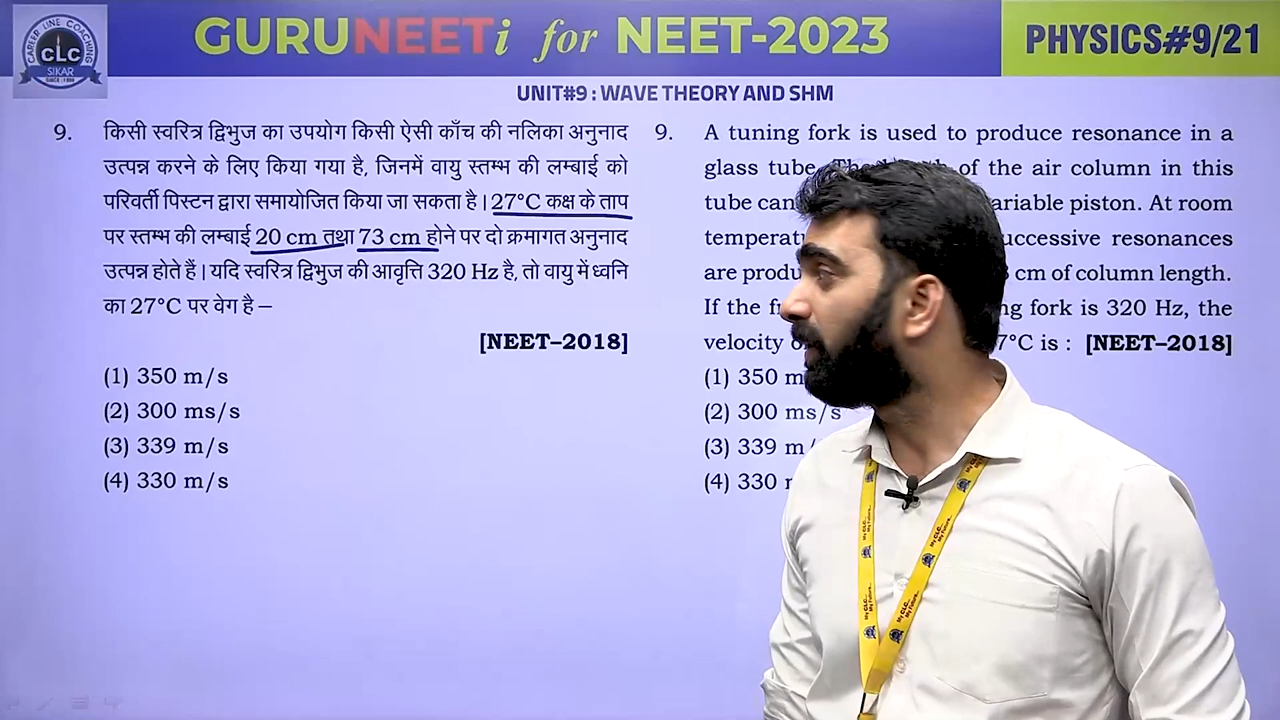 CAREER LINE COACHING
CLC
SIKAR
SINCE : 1996
GURUNEETi for NEET-2023
PHYSICS#9/21
UNIT#9 : WAVE THEORY AND SHM
9. किसी स्वरित्र द्विभुज का उपयोग किसी ऐसी काँच की नलिका अनुनाद
उत्पन्न करने के लिए किया गया है, जिनमें वायु स्तम्भ की लम्बाई को
परिवर्ती पिस्टन द्वारा समायोजित किया जा सकता है। 27°C कक्ष के ताप
पर स्तम्भ की लम्बाई 20 cm तथा 73 cm होने पर दो क्रमागत अनुनाद
उत्पन्न होते हैं। यदि स्वरित्र द्विभुज की आवृत्ति 320 Hz है, तो वायु में ध्वनि
का 27°C पर वेग है –
[NEET–2018]
(1) 350 m/s
(2) 300 ms/s
(3) 339 m/s
(4) 330 m/s
9. A tuning fork is used to produce resonance in a
glass tube. of the air column in this
tube can ariable piston. At room
temperat uccessive resonances
are produ cm of column length.
If the ng fork is 320 Hz, the
velocity 7°C is : [NEET–2018]
(1) 350 m
(2) 300 ms/s
(3) 339 m/
(4) 330
My CLC... My Future...